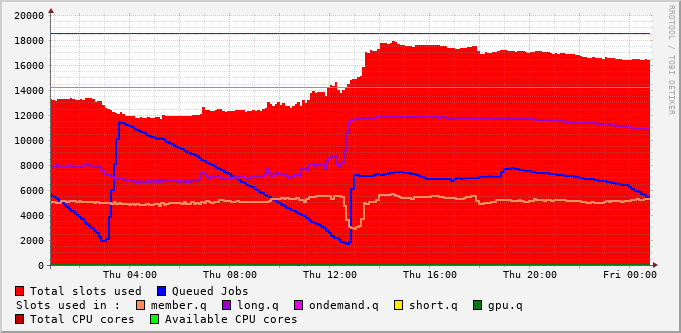 20000
18000
16000
14000
12000
10000
8000
6000
4000
2000
0
Thu 04:00 Thu 08:00 Thu 12:00 Thu 16:00 Thu 20:00 Fri 00:00
RRDTOOL / TOBI OETIKER
Total slots used Queued Jobs
Slots used in : member.q long.q ondemand.q short.q gpu.q
Total CPU cores Available CPU cores